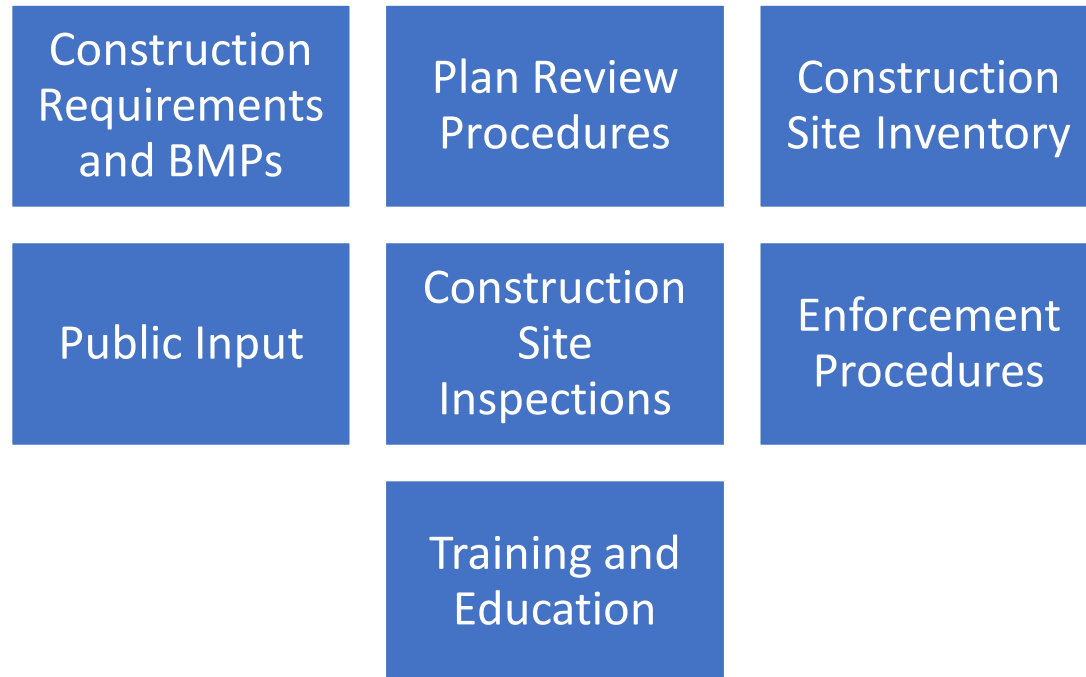 Construction
Requirements
and BMPs
Plan Review
Procedures
Construction
Site Inventory
Public Input
Construction
Site
Inspections
Enforcement
Procedures
Training and
Education